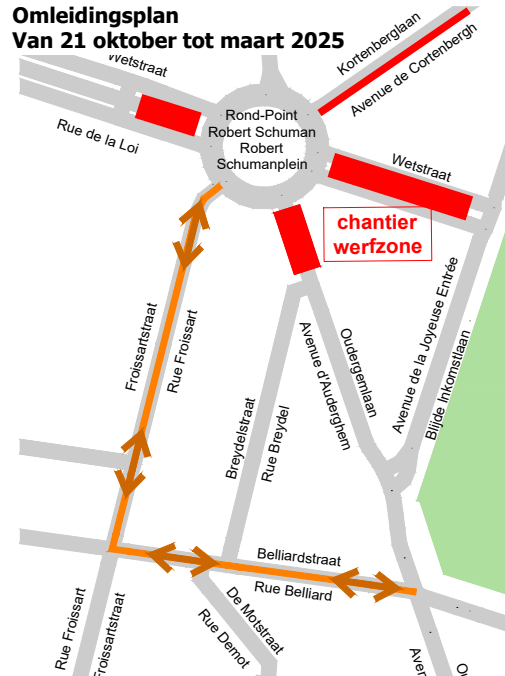 Omleidingsplan
Van 21 oktober tot maart 2025
Wetstraat
Rue de la Loi
Kortenberglaan
Avenue de Cortenbergh
Rond-Point
Robert Schuman
Robert
Schumanplein
Wetstraat
chantier
werfzone
Froissartstraat
Rue Froissart
Breydelstraat
Rue Breydel
Avenue d'Auderghem
Oudergemlaan
Avenue de la Joyeuse Entrée
Blijde Inkomstlaan
Belliardstraat
Rue Belliard
De Motstraat
Rue Demot
Rue Froissart
Froissartstraat